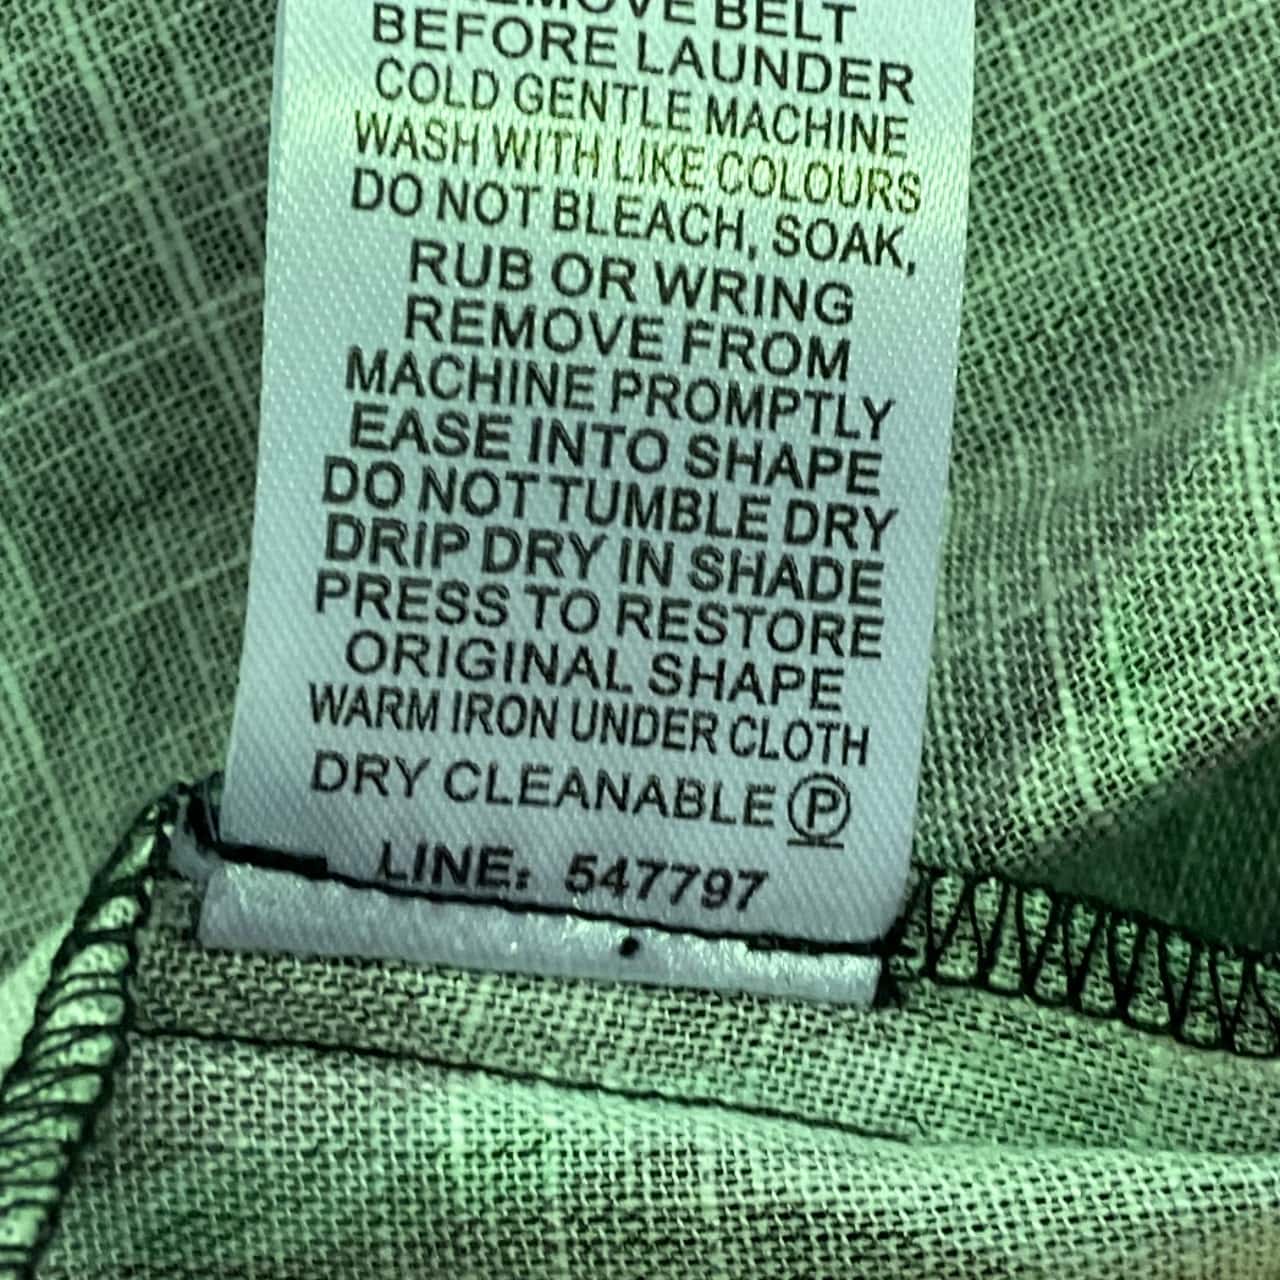 REMOVE BELT
BEFORE LAUNDER
COLD GENTLE MACHINE
WASH WITH LIKE COLOURS
DO NOT BLEACH, SOAK,
RUB OR WRING
REMOVE FROM
MACHINE PROMPTLY
EASE INTO SHAPE
DO NOT TUMBLE DRY
DRIP DRY IN SHADE
PRESS TO RESTORE
ORIGINAL SHAPE
WARM IRON UNDER CLOTH
DRY CLEANABLE Ⓟ
LINE: 547797